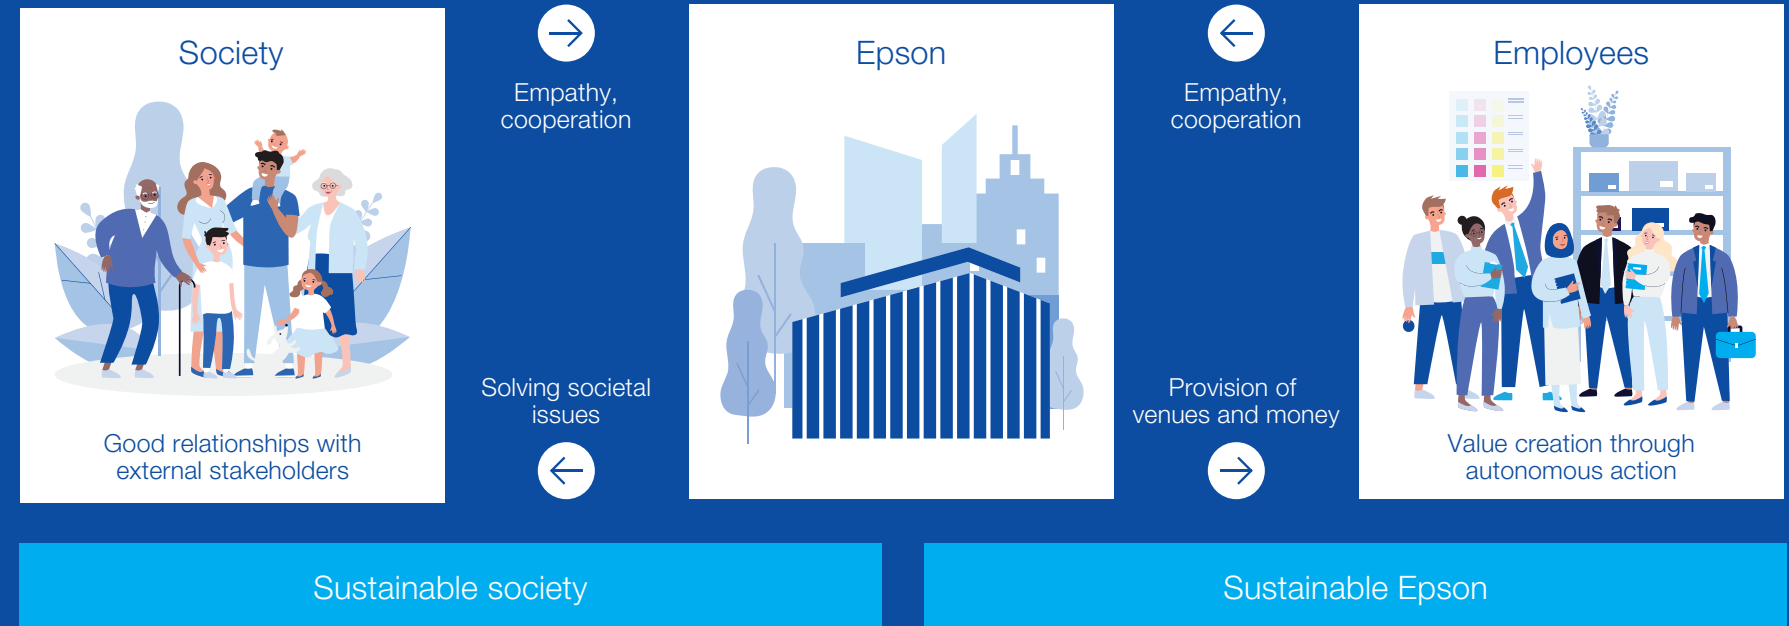 Society
Good relationships with
external stakeholders
Empathy,
cooperation
Solving societal
issues
Epson
Empathy,
cooperation
Provision of
venues and money
Employees
Value creation through
autonomous action
Sustainable society
Sustainable Epson